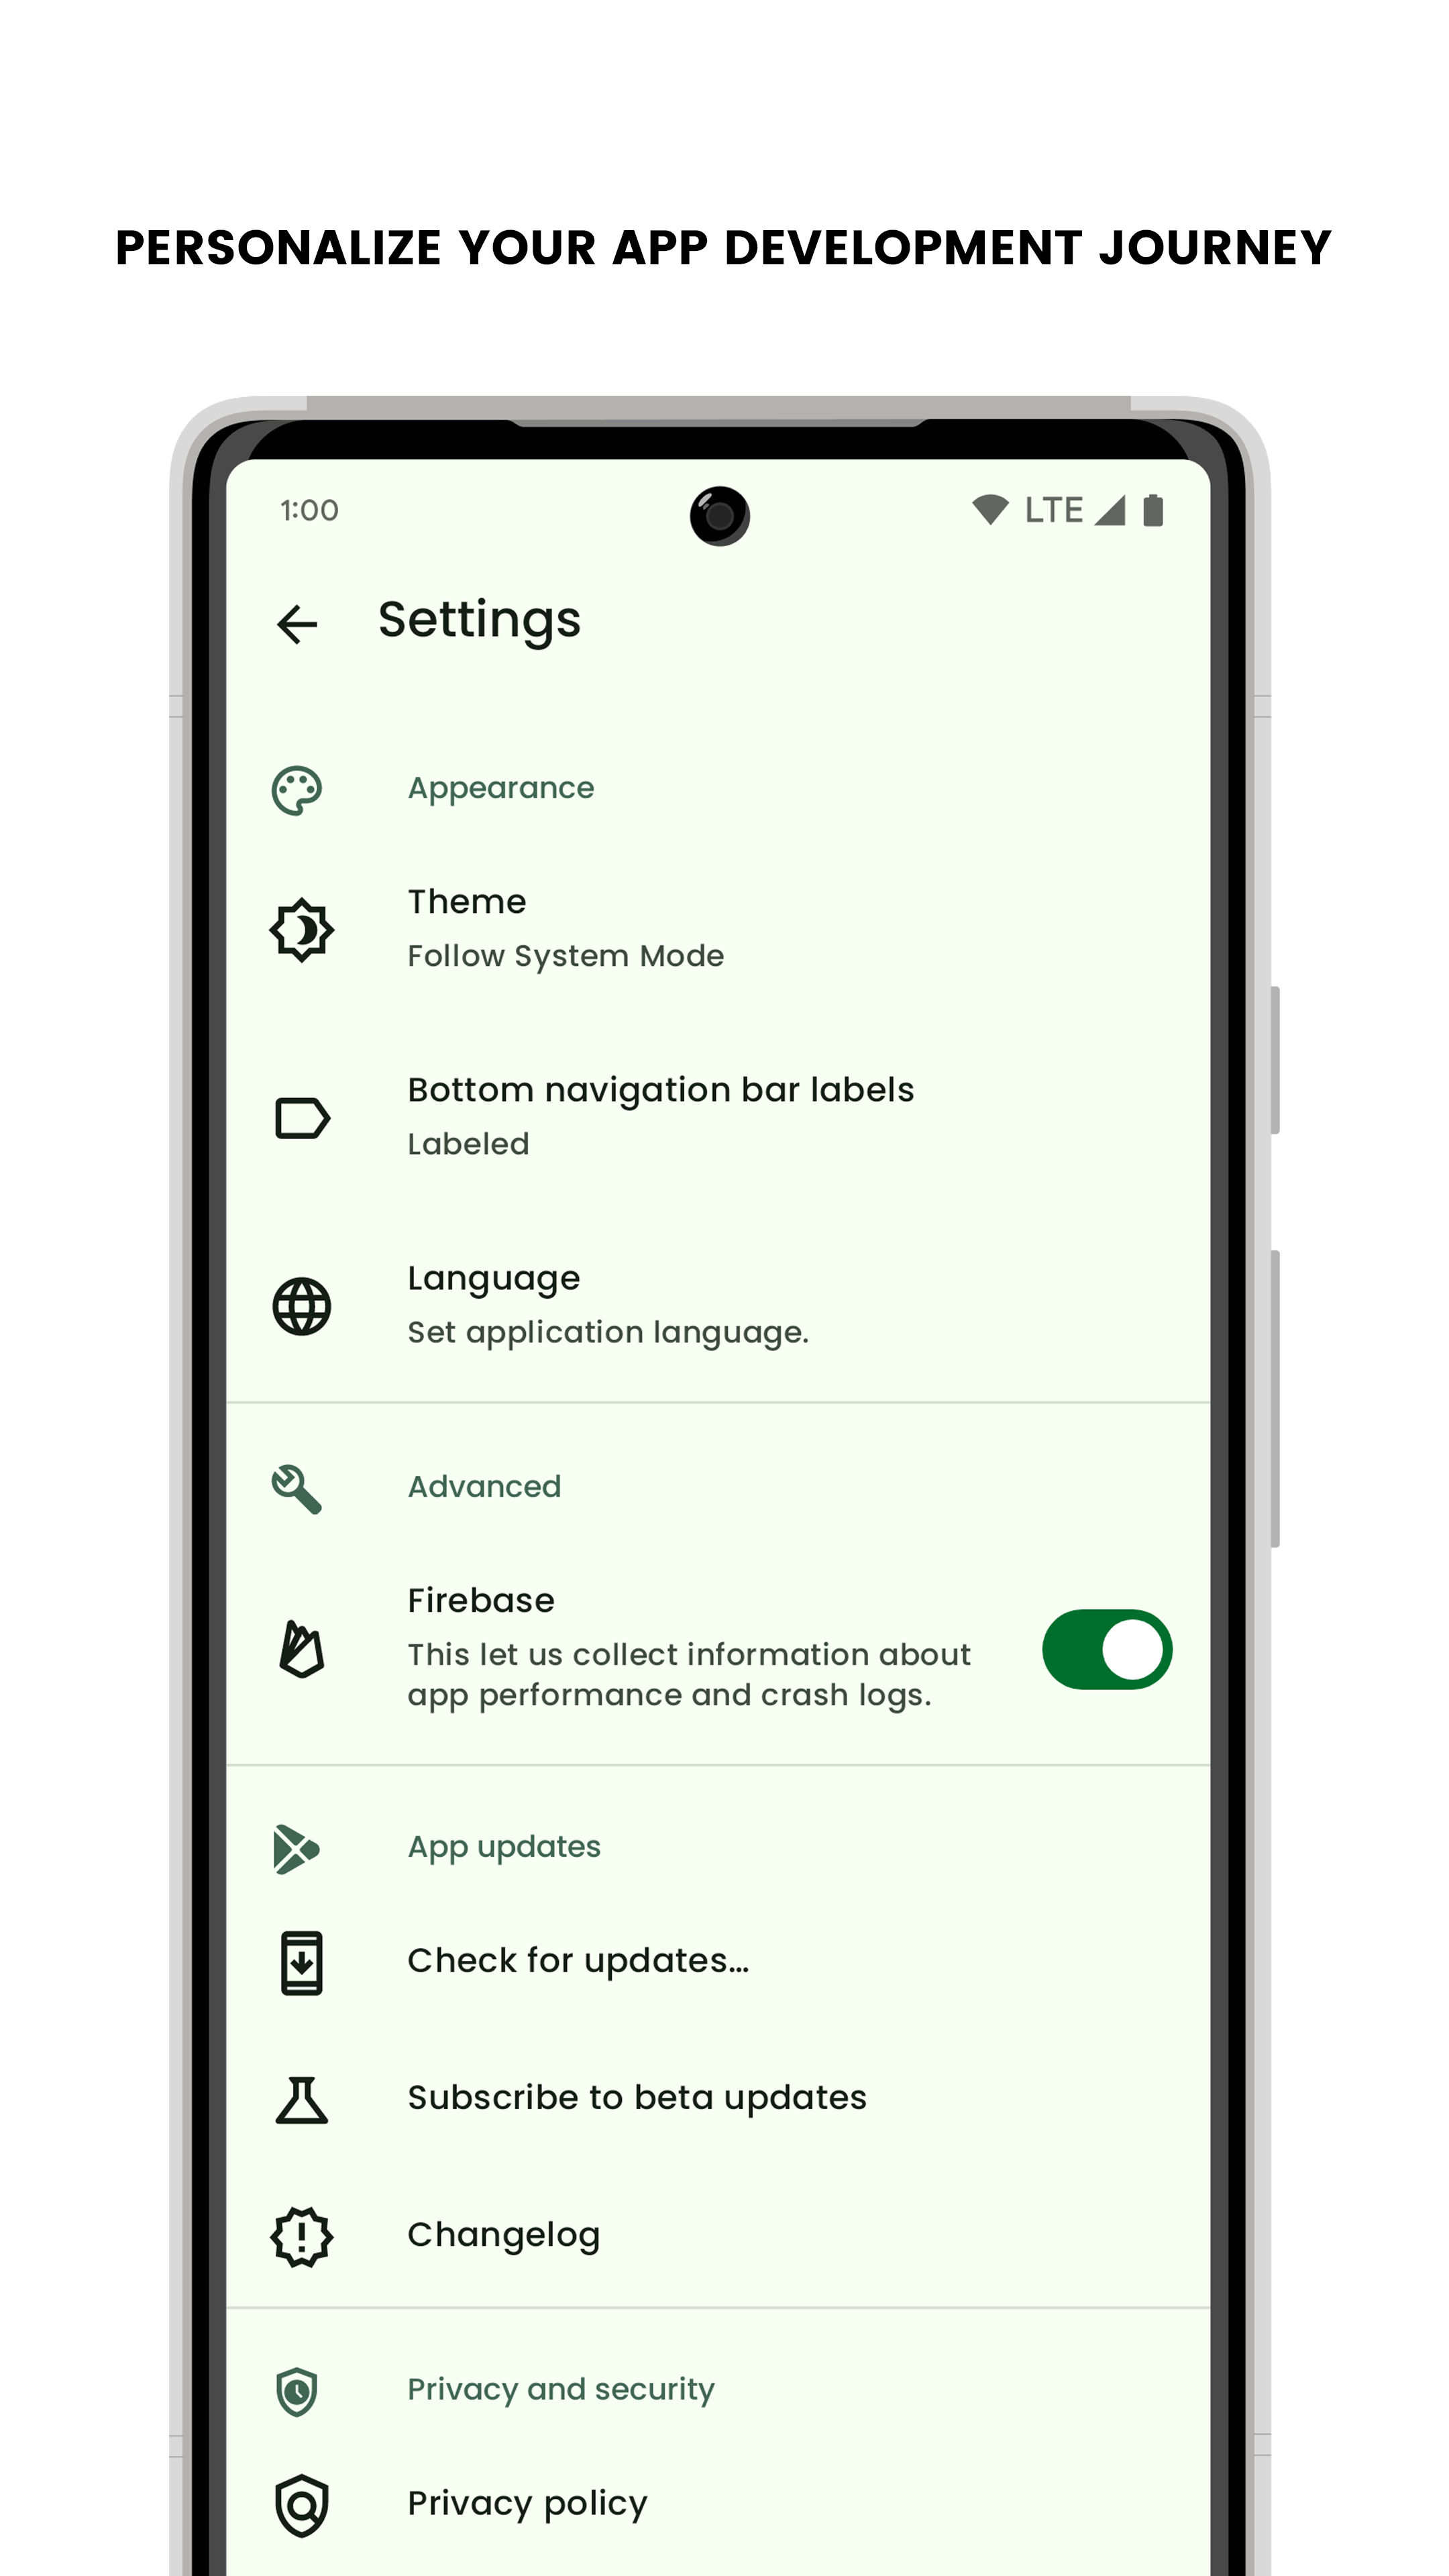 PERSONALIZE YOUR APP DEVELOPMENT JOURNEY
1:00
LTE
Settings
Appearance
Theme
Follow System Mode
Bottom navigation bar labels
Labeled
Language
Set application language.
Advanced
Firebase
This let us collect information about
app performance and crash logs.
App updates
Check for updates...
Subscribe to beta updates
Changelog
Privacy and security
Privacy policy